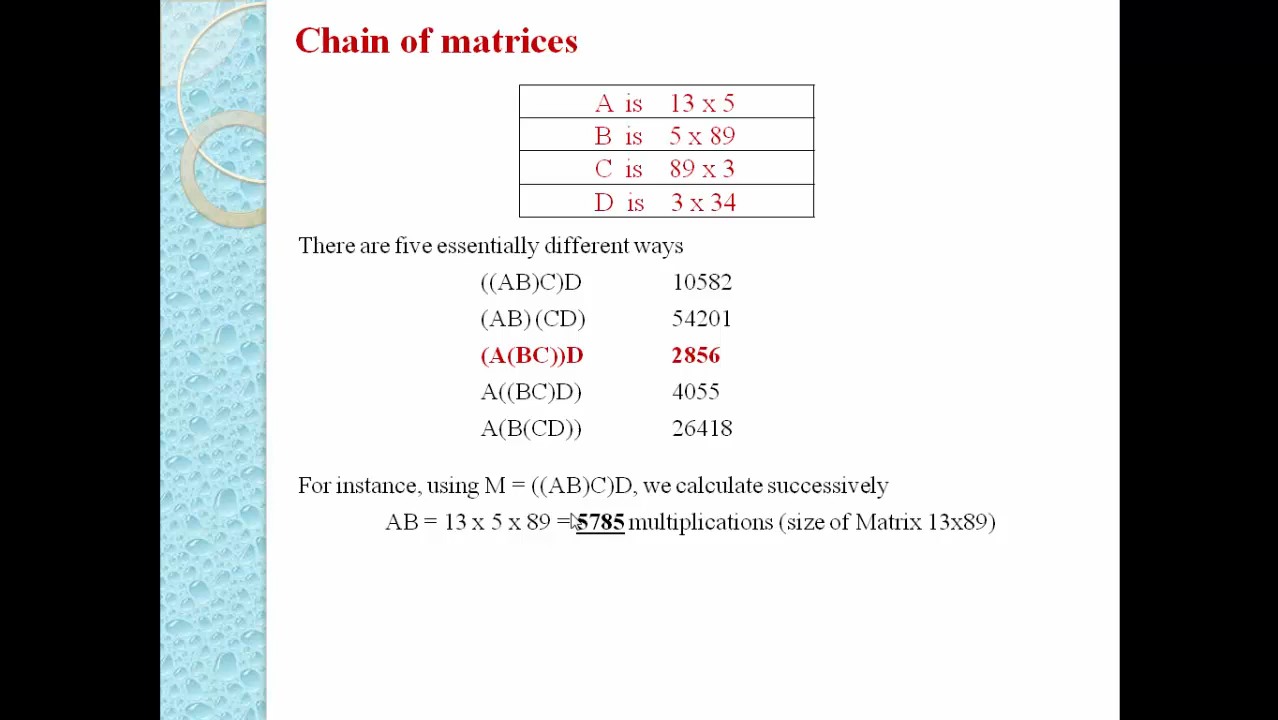 Chain of matrices
A is 13 x 5
B is 5 x 89
C is 89 x 3
D is 3 x 34
There are five essentially different ways
((AB)C)D 10582
(AB)(CD) 54201
(A(BC))D 2856
A((BC)D) 4055
A(B(CD)) 26418
For instance, using M = ((AB)C)D, we calculate successively
AB = 13 x 5 x 89 = 5785 multiplications (size of Matrix 13x89)